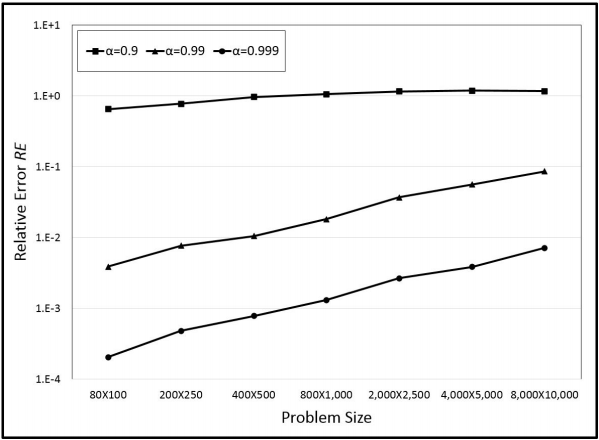 1.E+1
α=0.9 α=0.99 α=0.999
1.E+0
1.E-1
1.E-2
1.E-3
1.E-4
Relative Error RE
80X100 200X250 400X500 800X1,000 2,000X2,500 4,000X5,000 8,000X10,000
Problem Size